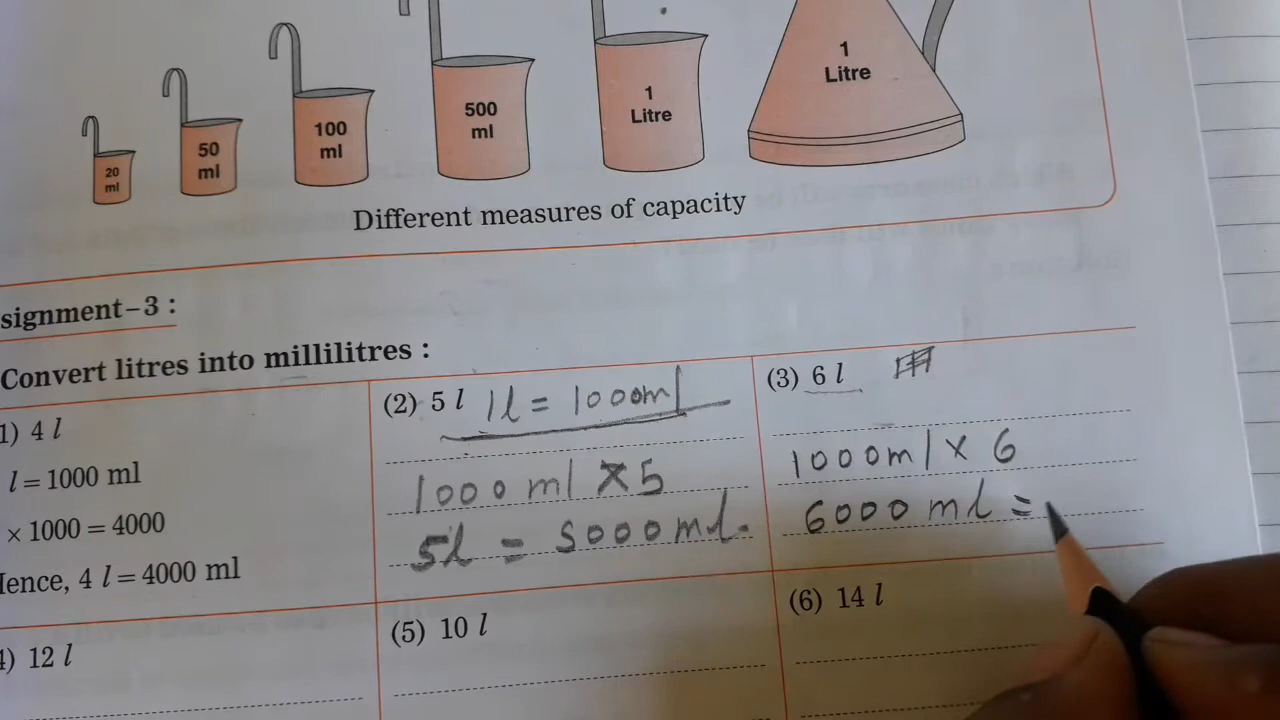 20
ml
50
ml
100
ml
500
ml
1
Litre
1
Litre
Different measures of capacity
signment-3 :
Convert litres into millilitres :
1) 4 l
l = 1000 ml
× 1000 = 4000
Hence, 4 l = 4000 ml
(2) 5 l 1l = 1000ml
1000 ml × 5
5l = 5000 ml.
(3) 6 l
1000ml × 6
6000 ml =
4) 12 l
(5) 10 l
(6) 14 l